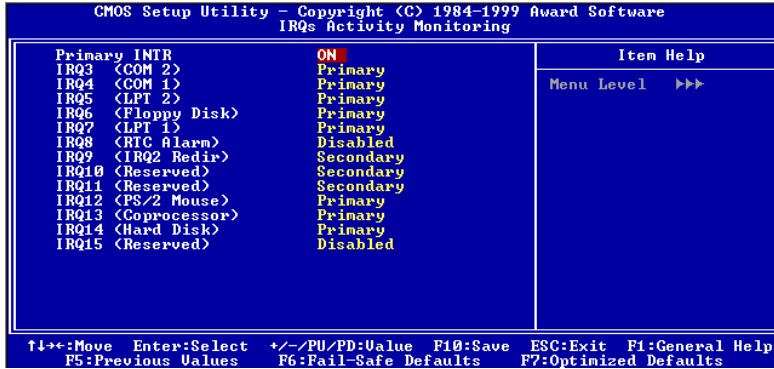 CMOS Setup Utility - Copyright (C) 1984-1999 Award Software
IRQs Activity Monitoring
Primary INTR ON
IRQ3 (COM 2) Primary
IRQ4 (COM 1) Primary
IRQ5 (LPT 2) Primary
IRQ6 (Floppy Disk) Primary
IRQ7 (LPT 1) Primary
IRQ8 (RTC Alarm) Disabled
IRQ9 (IRQ2 Redir) Secondary
IRQ10 (Reserved) Secondary
IRQ11 (Reserved) Secondary
IRQ12 (PS/2 Mouse) Primary
IRQ13 (Coprocessor) Primary
IRQ14 (Hard Disk) Primary
IRQ15 (Reserved) Disabled
Item Help
Menu Level ►►►
↑↓→←:Move Enter:Select +/-/PU/PD:Value F10:Save ESC:Exit F1:General Help
F5:Previous Values F6:Fail-Safe Defaults F7:Optimized Defaults